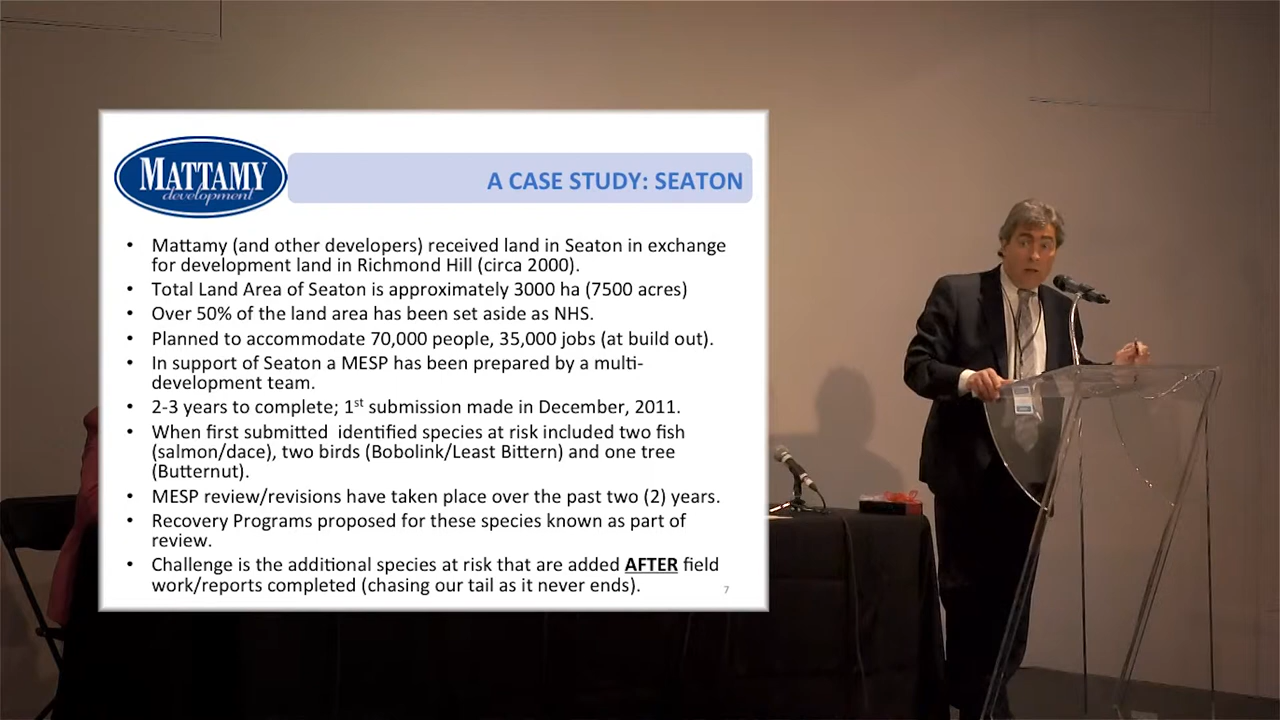 MATTAMY
development
A CASE STUDY: SEATON
• Mattamy (and other developers) received land in Seaton in exchange
for development land in Richmond Hill (circa 2000).
• Total Land Area of Seaton is approximately 3000 ha (7500 acres)
• Over 50% of the land area has been set aside as NHS.
• Planned to accommodate 70,000 people, 35,000 jobs (at build out).
• In support of Seaton a MESP has been prepared by a multi-
development team.
• 2-3 years to complete; 1st submission made in December, 2011.
• When first submitted identified species at risk included two fish
(salmon/dace), two birds (Bobolink/Least Bittern) and one tree
(Butternut).
• MESP review/revisions have taken place over the past two (2) years.
• Recovery Programs proposed for these species known as part of
review.
• Challenge is the additional species at risk that are added AFTER field
work/reports completed (chasing our tail as it never ends).
7